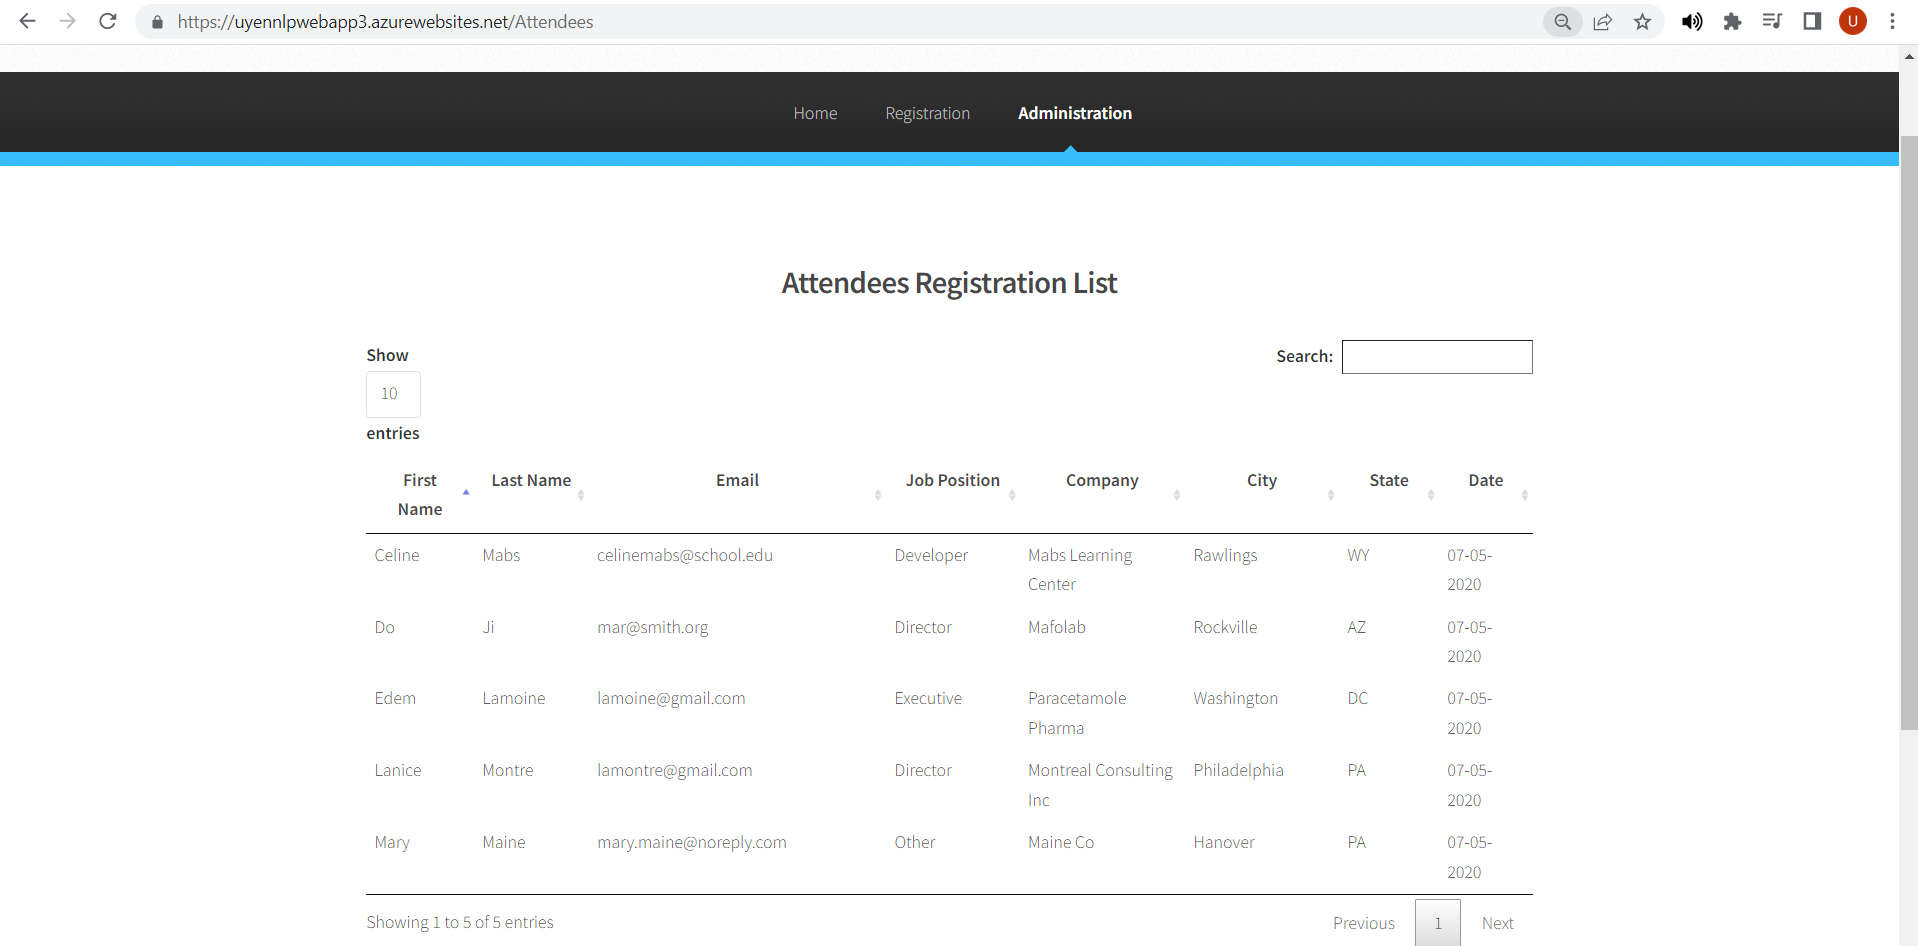 https://uyennlpwebapp3.azurewebsites.net/Attendees
U
Home Registration Administration
Attendees Registration List
Show
10
entries
Search:
First Name Last Name Email Job Position Company City State Date
Celine Mabs celinemabs@school.edu Developer Mabs Learning Center Rawlings WY 07-05-2020
Do Ji mar@smith.org Director Mafolab Rockville AZ 07-05-2020
Edem Lamoine lamoine@gmail.com Executive Paracetamole Pharma Washington DC 07-05-2020
Lanice Montre lamontre@gmail.com Director Montreal Consulting Inc Philadelphia PA 07-05-2020
Mary Maine mary.maine@noreply.com Other Maine Co Hanover PA 07-05-2020
Showing 1 to 5 of 5 entries
Previous 1 Next